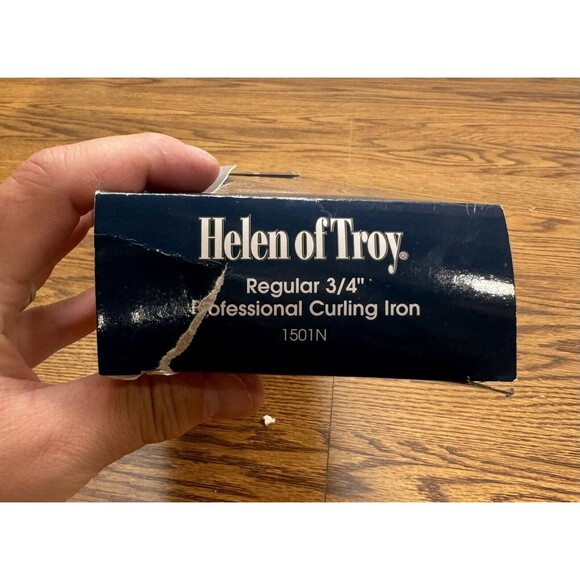 Helen of Troy®
Regular 3/4"
Professional Curling Iron
1501N